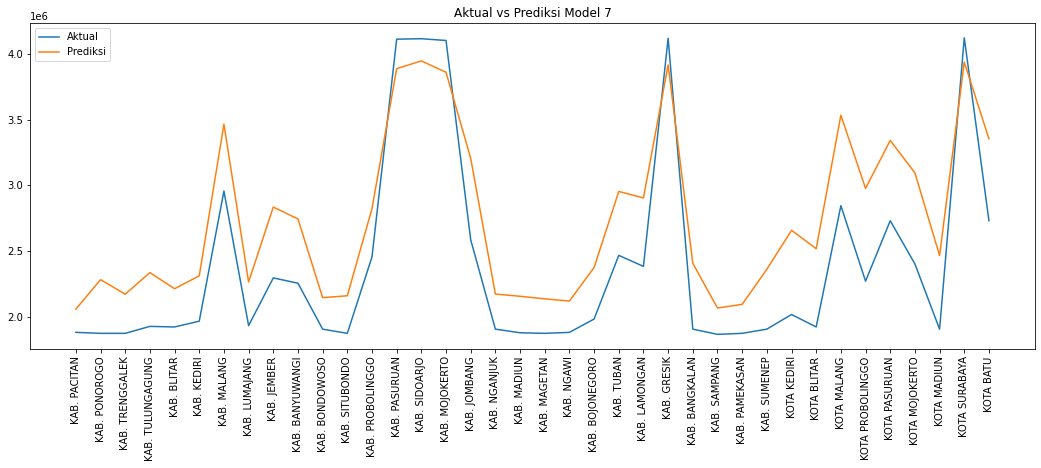 Aktual vs Prediksi Model 7
1e6
Aktual
Prediksi
4.0
3.5
3.0
2.5
2.0
KAB. PACITAN
KAB. PONOROGO
KAB. TRENGGALEK
KAB. TULUNGAGUNG
KAB. BLITAR
KAB. KEDIRI
KAB. MALANG
KAB. LUMAJANG
KAB. JEMBER
KAB. BANYUWANGI
KAB. BONDOWOSO
KAB. SITUBONDO
KAB. PROBOLINGGO
KAB. PASURUAN
KAB. SIDOARJO
KAB. MOJOKERTO
KAB. JOMBANG
KAB. NGANJUK
KAB. MADIUN
KAB. MAGETAN
KAB. NGAWI
KAB. BOJONEGORO
KAB. TUBAN
KAB. LAMONGAN
KAB. GRESIK
KAB. BANGKALAN
KAB. SAMPANG
KAB. PAMEKASAN
KAB. SUMENEP
KOTA KEDIRI
KOTA BLITAR
KOTA MALANG
KOTA PROBOLINGGO
KOTA PASURUAN
KOTA MOJOKERTO
KOTA MADIUN
KOTA SURABAYA
KOTA BATU